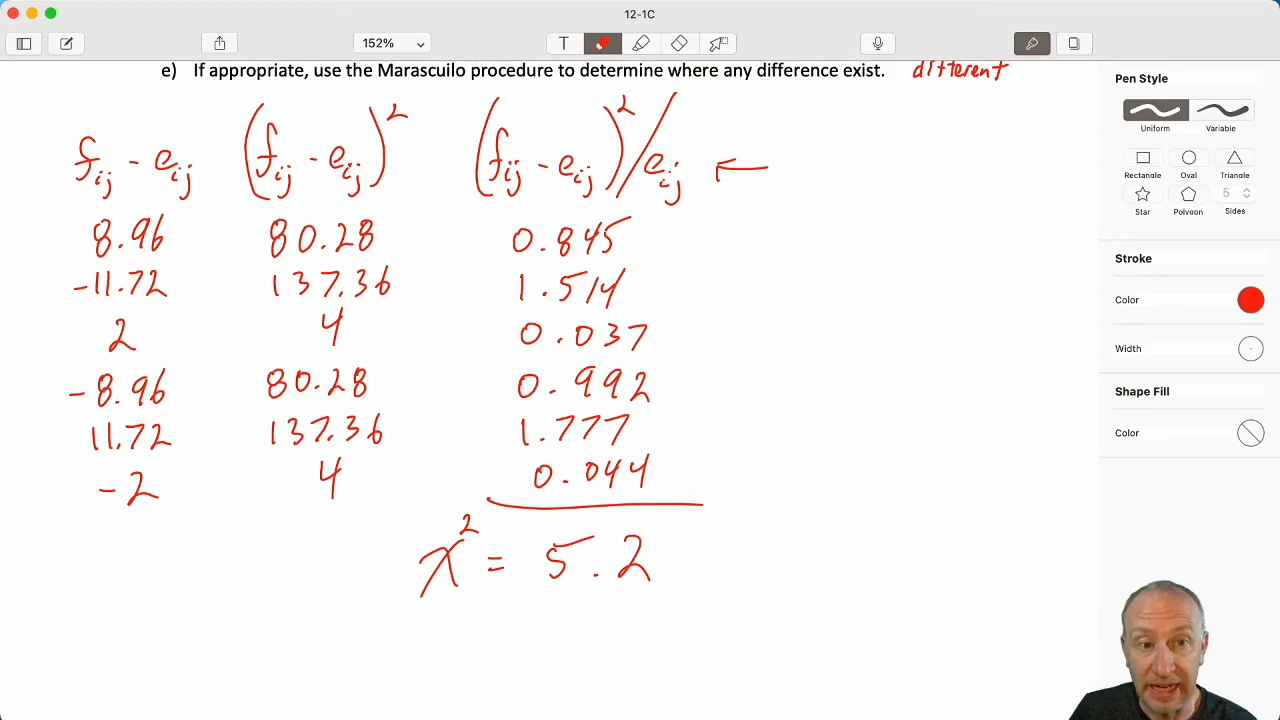 12-1C
152%
T
e) If appropriate, use the Marascuilo procedure to determine where any difference exist. different
Pen Style
Uniform Variable
Rectangle Oval Triangle
5
Star Polygon Sides
Stroke
Color
Width
Shape Fill
Color
f_ij - e_ij (f_ij - e_ij)² (f_ij - e_ij)²/e_ij ←
8.96 80.28 0.845
-11.72 137.36 1.514
2 4 0.037
-8.96 80.28 0.992
11.72 137.36 1.777
-2 4 0.044
χ² = 5.2